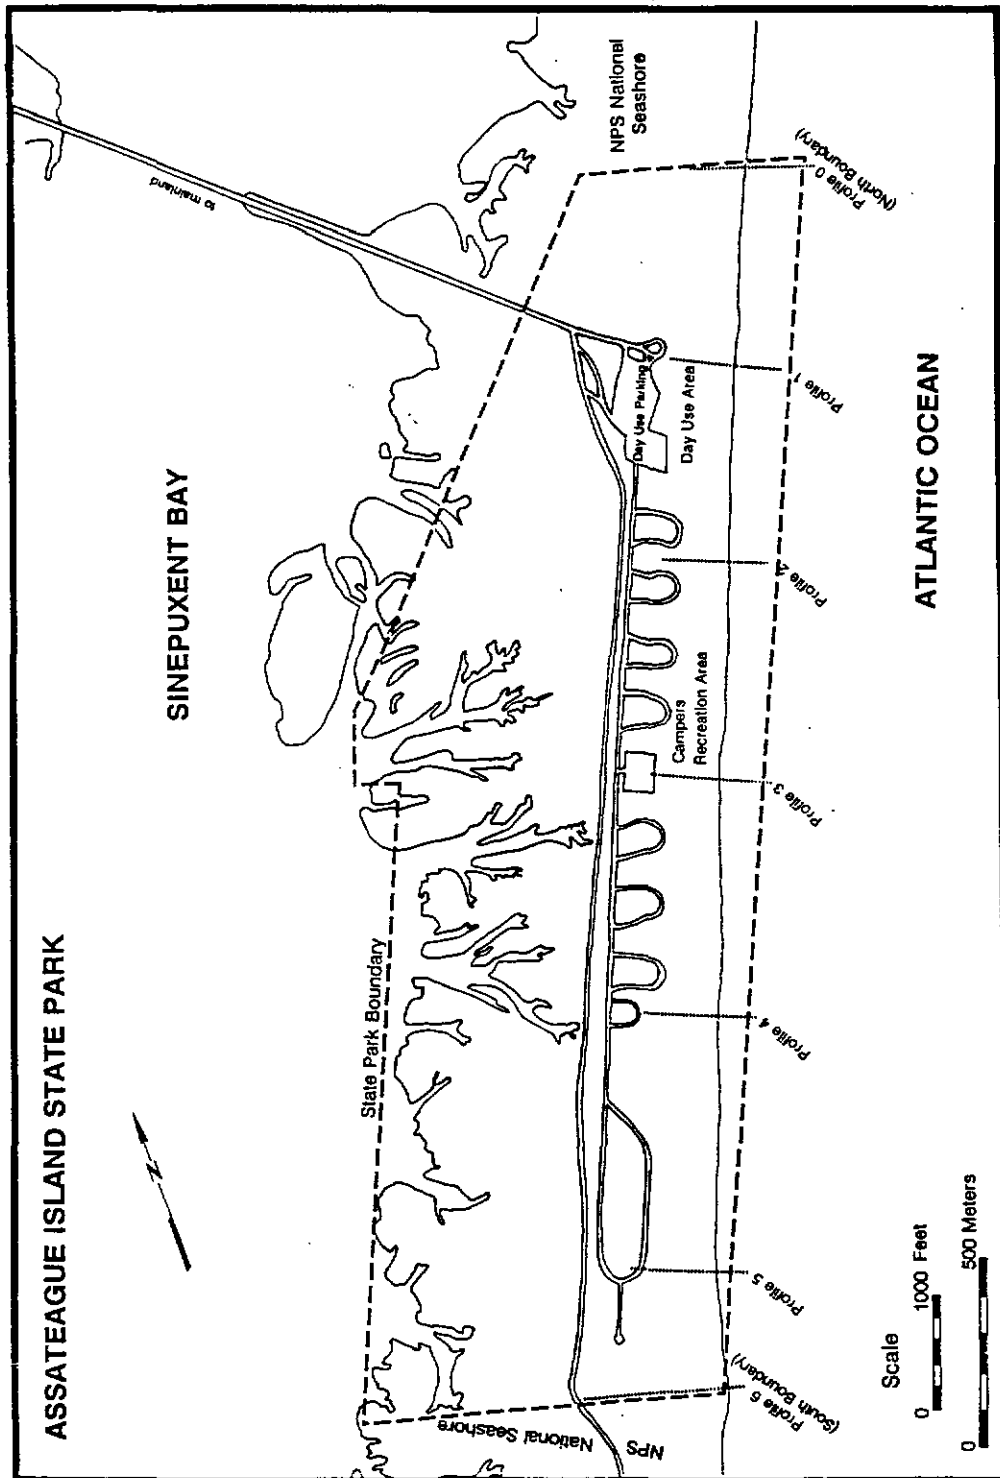 ASSATEAGUE ISLAND STATE PARK
SINEPUXENT BAY
ATLANTIC OCEAN
to mainland
NPS National
Seashore
State Park Boundary
N
Day Use Parking
Day Use Area
Campers
Recreation Area
Profile 0
(North Boundary)
Profile 1
Profile 2
Profile 3
Profile 4
Profile 5
Profile 6
(South Boundary)
NPS National Seashore
Scale
0 1000 Feet
0 500 Meters